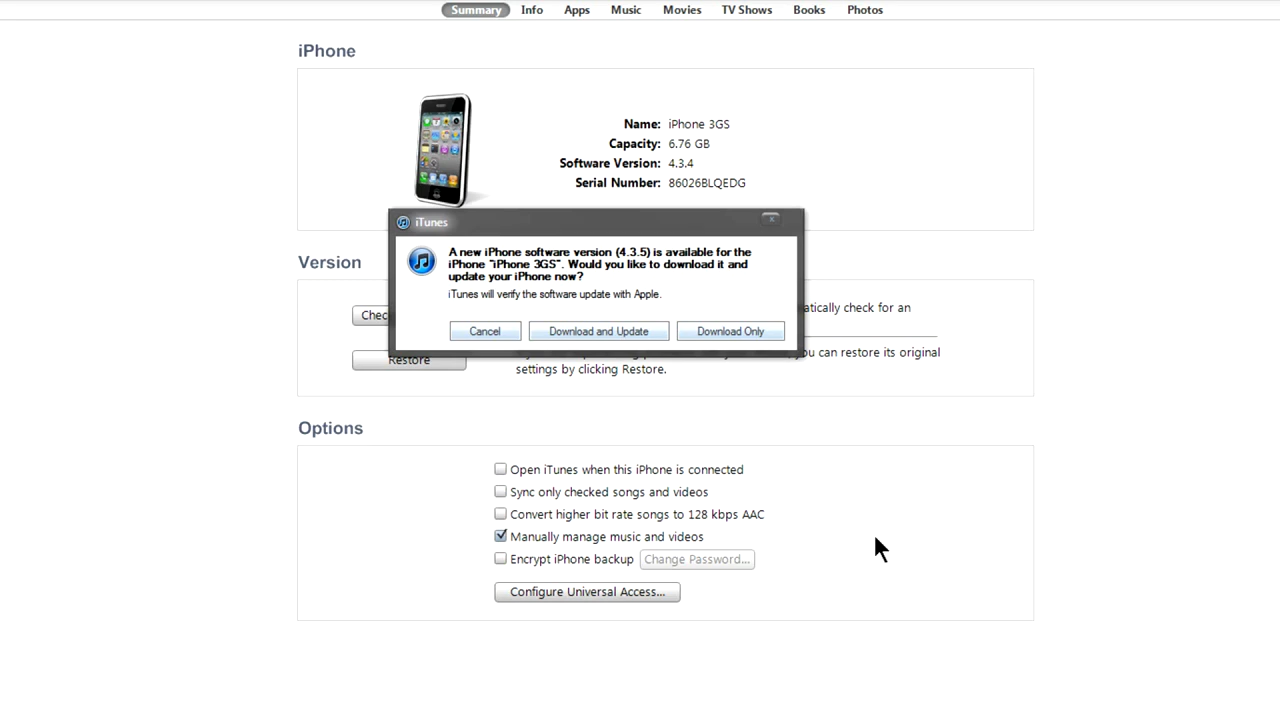 Summary Info Apps Music Movies TV Shows Books Photos
iPhone
Name: iPhone 3GS
Capacity: 6.76 GB
Software Version: 4.3.4
Serial Number: 86026BLQEDG
iTunes
A new iPhone software version (4.3.5) is available for the
iPhone "iPhone 3GS". Would you like to download it and
update your iPhone now?
iTunes will verify the software update with Apple.
Cancel Download and Update Download Only
Version
Chec
atically check for an
Restore
you can restore its original
settings by clicking Restore.
Options
Open iTunes when this iPhone is connected
Sync only checked songs and videos
Convert higher bit rate songs to 128 kbps AAC
Manually manage music and videos
Encrypt iPhone backup Change Password...
Configure Universal Access...